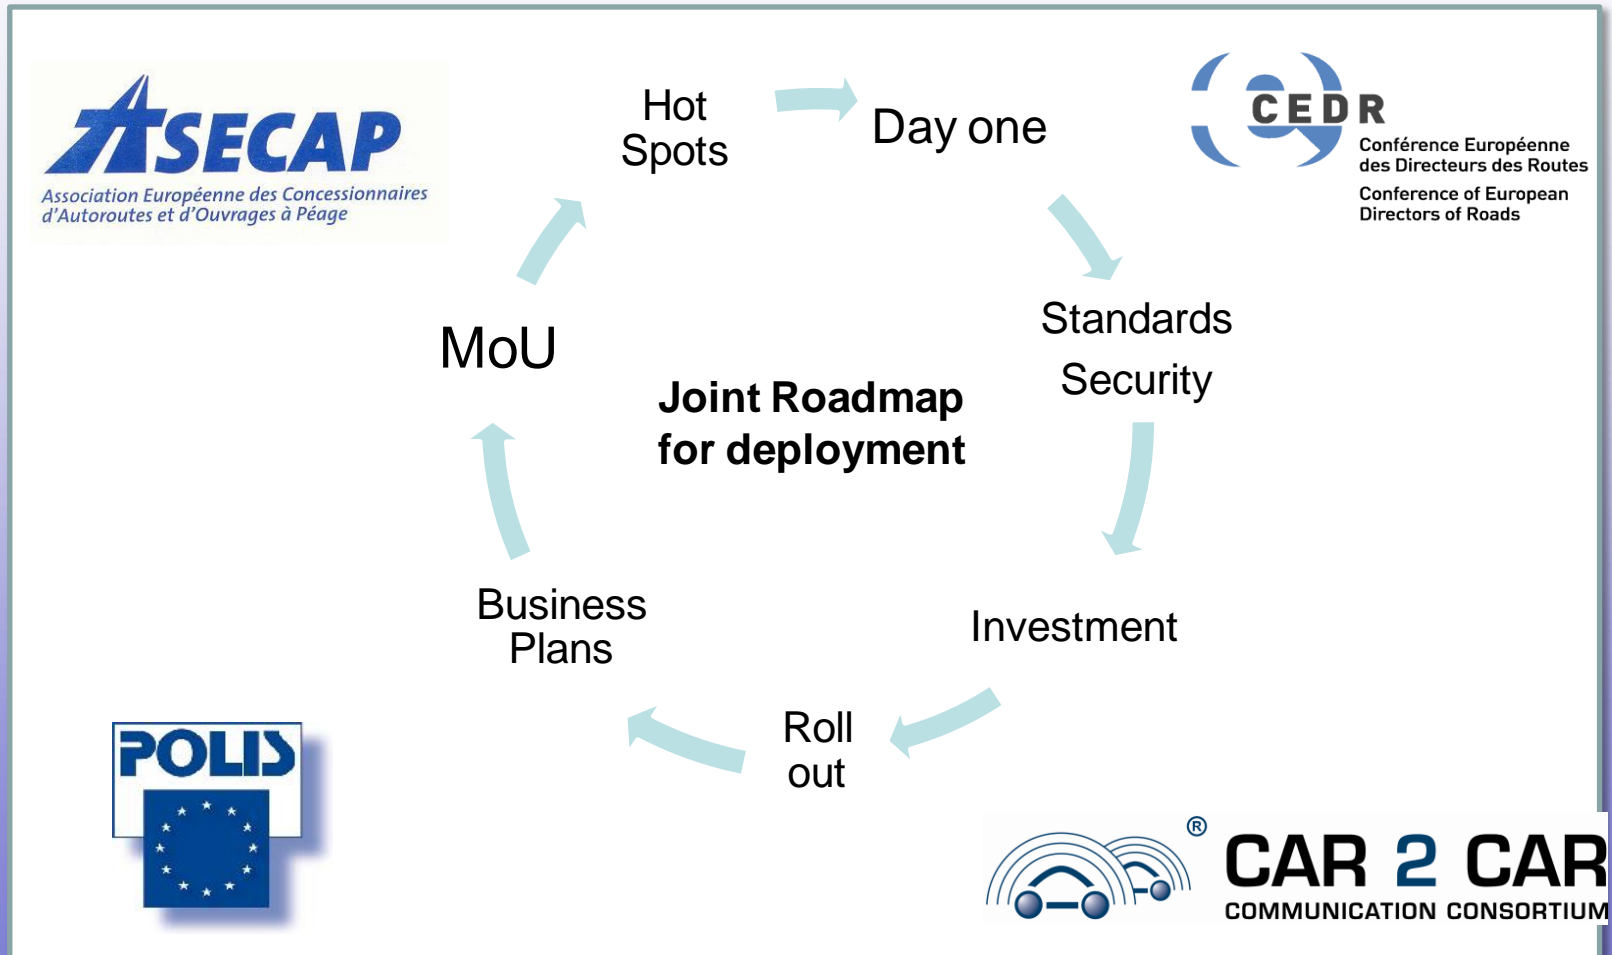 ASECAP
Association Européenne des Concessionnaires
d'Autoroutes et d'Ouvrages à Péage
Hot
Spots
Day one
CEDR
Conférence Européenne
des Directeurs des Routes
Conference of European
Directors of Roads
MoU
Standards
Security
Joint Roadmap
for deployment
Business
Plans
Investment
Roll
out
POLIS
®
CAR 2 CAR
COMMUNICATION CONSORTIUM